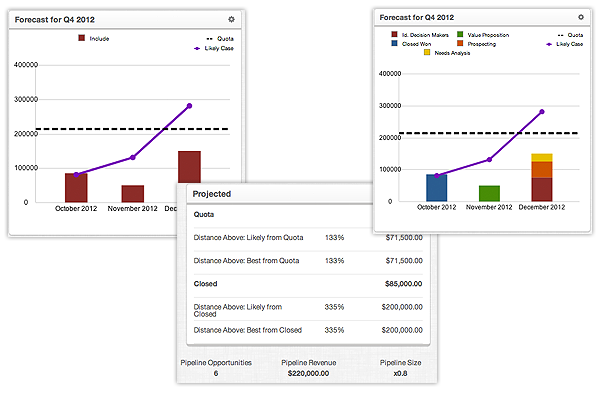 Forecast for Q4 2012
Include
Quota
Likely Case
400000
300000
200000
100000
0
October 2012
November 2012
Dec
Projected
Quota
Distance Above: Likely from Quota 133% $71,500.00
Distance Above: Best from Quota 133% $71,500.00
Closed $85,000.00
Distance Above: Likely from
Closed 335% $200,000.00
Distance Above: Best from Closed 335% $200,000.00
Pipeline Opportunities
6
Pipeline Revenue
$220,000.00
Pipeline Size
x0.8
Forecast for Q4 2012
Id. Decision Makers
Value Proposition
Closed Won
Prospecting
Needs Analysis
Quota
Likely Case
400000
300000
200000
100000
0
October 2012
November 2012
December 2012